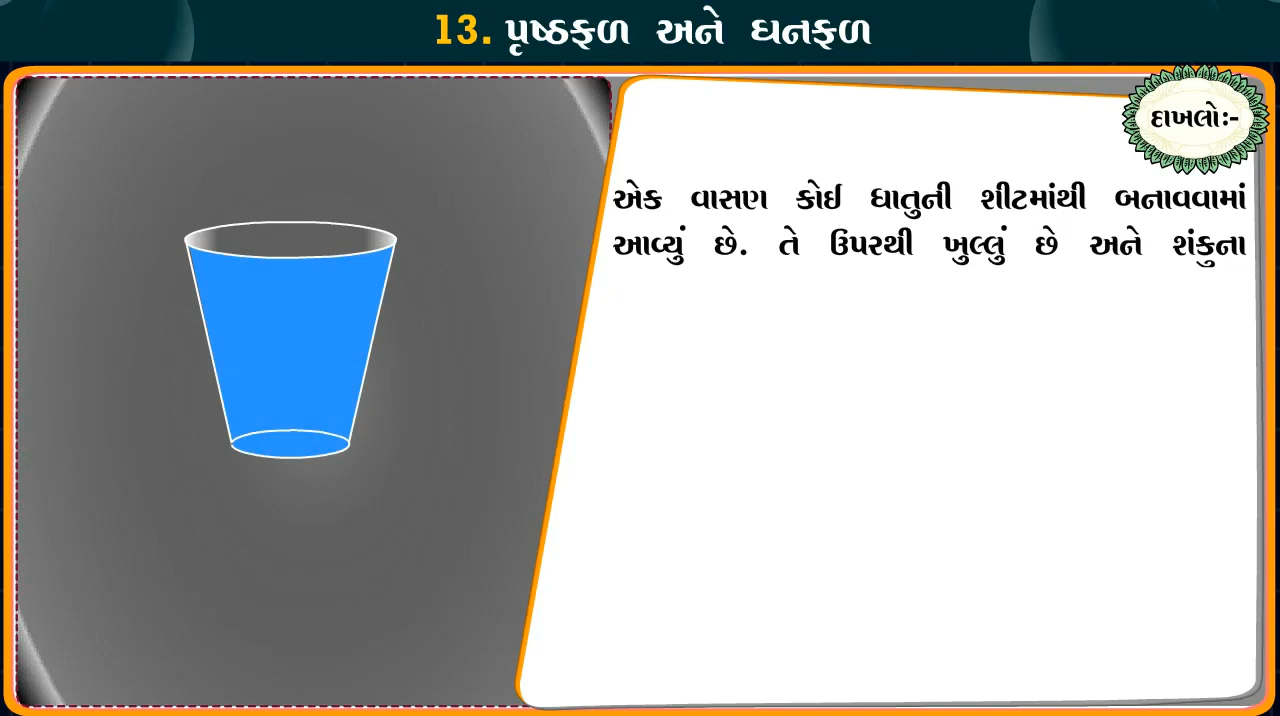 13. પૃષ્ઠફળ અને ઘનફળ
દાખલો:-
એક વાસણ કોઈ ધાતુની શીટમાંથી બનાવવામાં
આવ્યું છે. તે ઉપરથી ખુલ્લું છે અને શંકુના